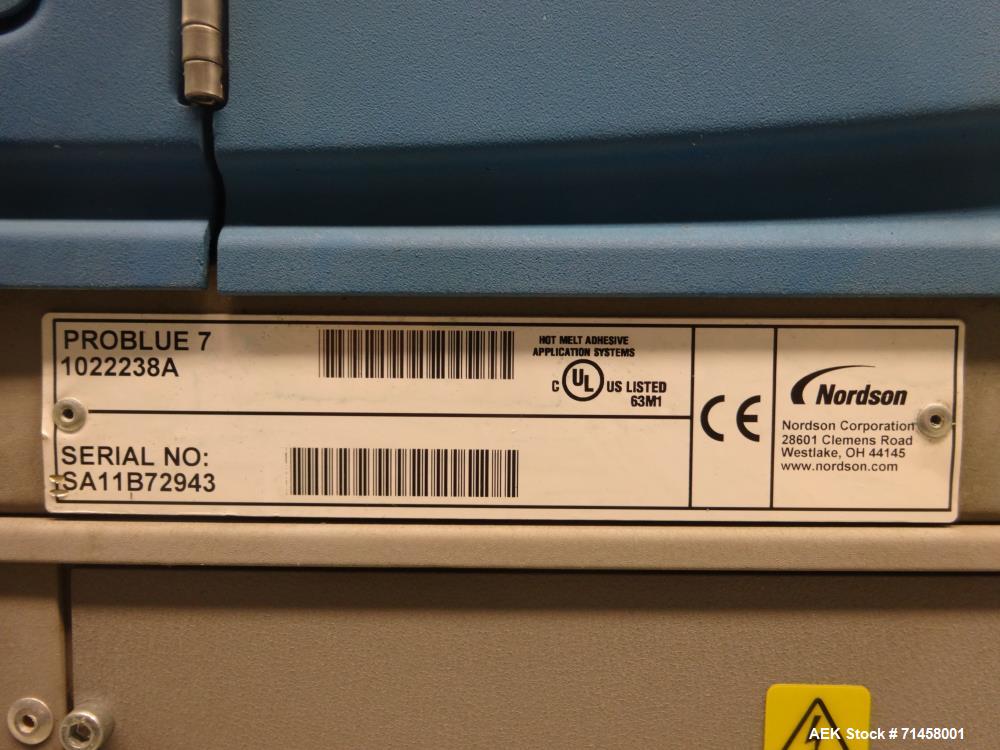 PROBLUE 7
1022238A
HOT MELT ADHESIVE
APPLICATION SYSTEMS
C UL US LISTED
63M1
SERIAL NO:
SA11B72943
CE
Nordson
Nordson Corporation
28601 Clemens Road
Westlake, OH 44145
www.nordson.com
AEK Stock # 71458001